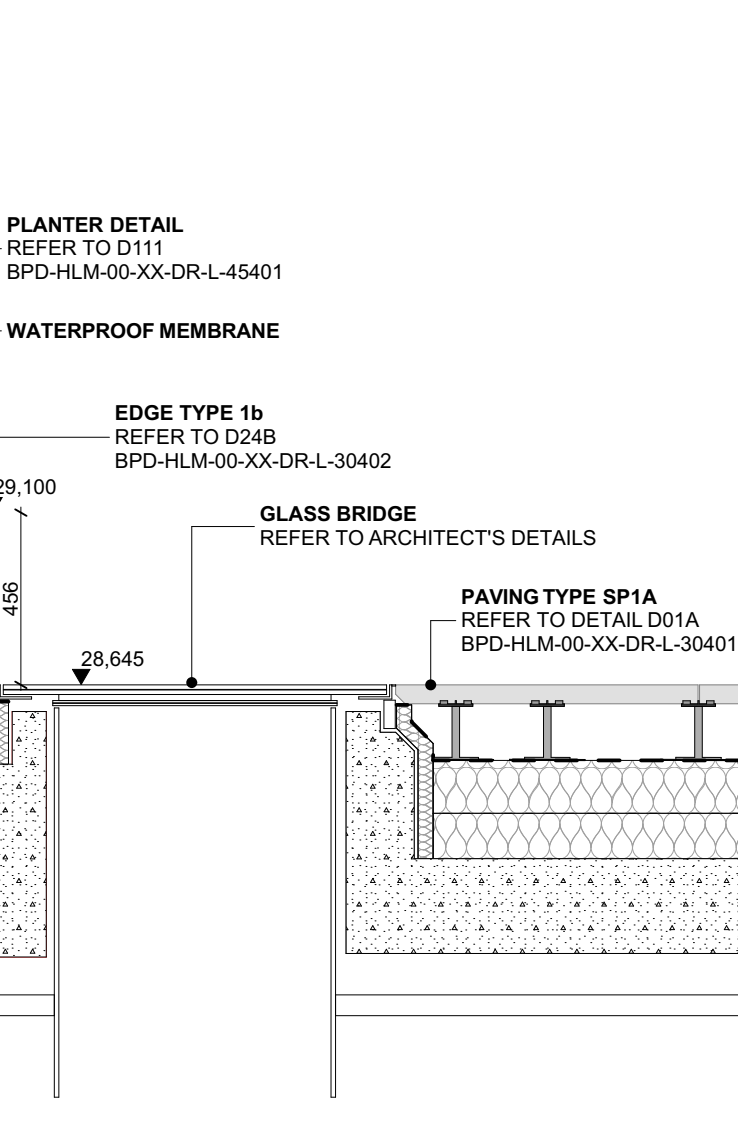 PLANTER DETAIL
REFER TO D111
BPD-HLM-00-XX-DR-L-45401
WATERPROOF MEMBRANE
EDGE TYPE 1b
REFER TO D24B
BPD-HLM-00-XX-DR-L-30402
29,100
GLASS BRIDGE
REFER TO ARCHITECT'S DETAILS
456
PAVING TYPE SP1A
REFER TO DETAIL D01A
BPD-HLM-00-XX-DR-L-30401
28,645